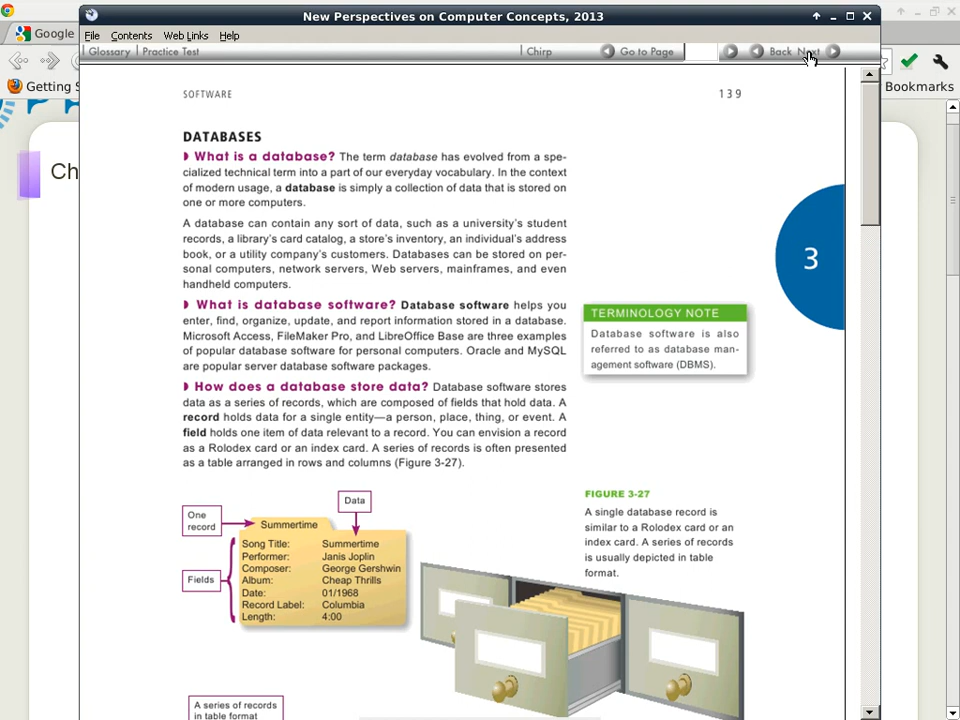 New Perspectives on Computer Concepts, 2013
File Contents Web Links Help
Glossary Practice Test Chirp Go to Page Back Next
Google
Getting S
Bookmarks
Ch
SOFTWARE 139
DATABASES
What is a database? The term database has evolved from a spe-
cialized technical term into a part of our everyday vocabulary. In the context
of modern usage, a database is simply a collection of data that is stored on
one or more computers.
A database can contain any sort of data, such as a university's student
records, a library's card catalog, a store's inventory, an individual's address
book, or a utility company's customers. Databases can be stored on per-
sonal computers, network servers, Web servers, mainframes, and even
handheld computers.
3
What is database software? Database software helps you
enter, find, organize, update, and report information stored in a database.
Microsoft Access, FileMaker Pro, and LibreOffice Base are three examples
of popular database software for personal computers. Oracle and MySQL
are popular server database software packages.
TERMINOLOGY NOTE
Database software is also
referred to as database man-
agement software (DBMS).
How does a database store data? Database software stores
data as a series of records, which are composed of fields that hold data. A
record holds data for a single entity—a person, place, thing, or event. A
field holds one item of data relevant to a record. You can envision a record
as a Rolodex card or an index card. A series of records is often presented
as a table arranged in rows and columns (Figure 3-27).
FIGURE 3-27
A single database record is
similar to a Rolodex card or an
index card. A series of records
is usually depicted in table
format.
One
record
Data
Fields
Summertime
Song Title: Summertime
Performer: Janis Joplin
Composer: George Gershwin
Album: Cheap Thrills
Date: 01/1968
Record Label: Columbia
Length: 4:00
A series of records
in table format